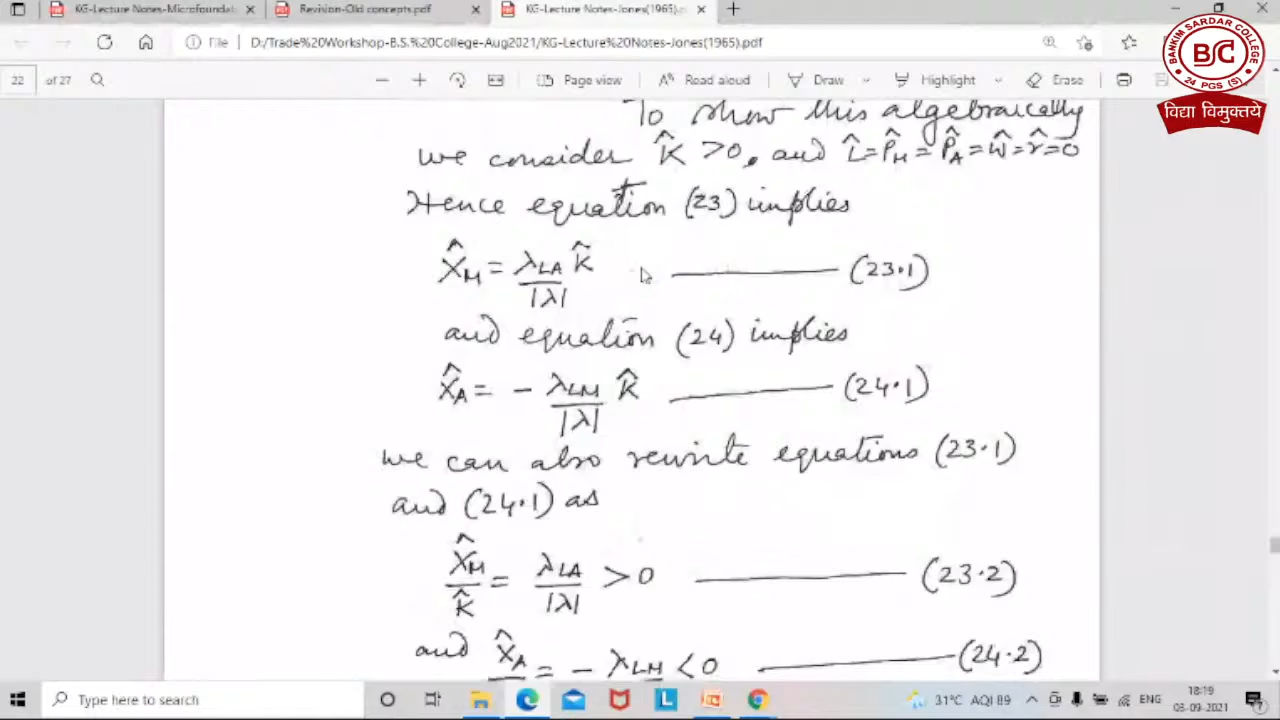 KG-Lecture Notes-Microfoundat
Revision-Old concepts.pdf
KG-Lecture Notes-Jones(1965).p
File
D:/Trade%20Workshop-B.S.%20College-Aug2021/KG-Lecture%20Notes-Jones(1965).pdf
22 of 27
Page view
Read aloud
Draw
Highlight
Erase
BANKIM SARDAR COLLEGE
BSC
24 PGS (S)
विद्या विमुक्तये
To show this algebraically
we consider K̂ >0, and L̂=P̂_M=P̂_A=Ŵ=r̂=0
Hence equation (23) implies
X̂_M = λ_LA/|λ| K̂ ——— (23.1)
and equation (24) implies
X̂_A = - λ_LM/|λ| K̂ ——— (24.1)
we can also rewrite equations (23.1)
and (24.1) as
X̂_M/K̂ = λ_LA/|λ| >0 ——— (23.2)
and X̂_A = - λ_LM <0 ——— (24.2)
Type here to search
31°C AQI 89
ENG
18:19
03-09-2021